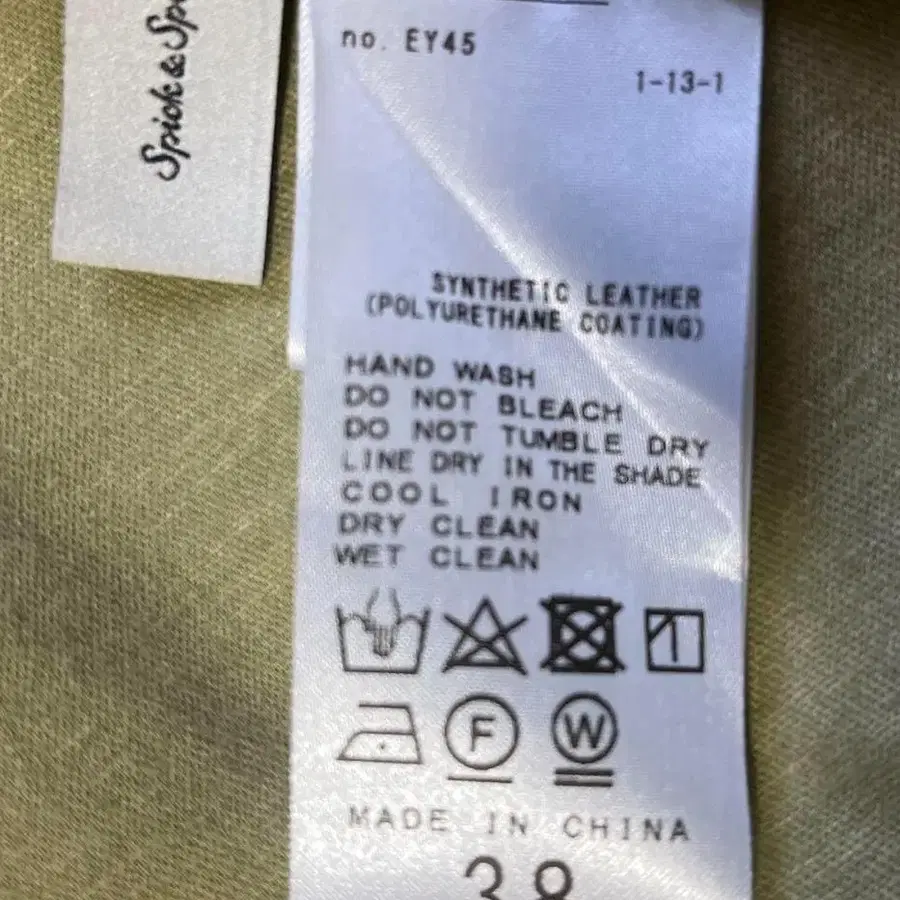 Spick & Sp
no. EY45
1-13-1
SYNTHETIC LEATHER
(POLYURETHANE COATING)
HAND WASH
DO NOT BLEACH
DO NOT TUMBLE DRY
LINE DRY IN THE SHADE
COOL IRON
DRY CLEAN
WET CLEAN
F W
MADE IN CHINA
38